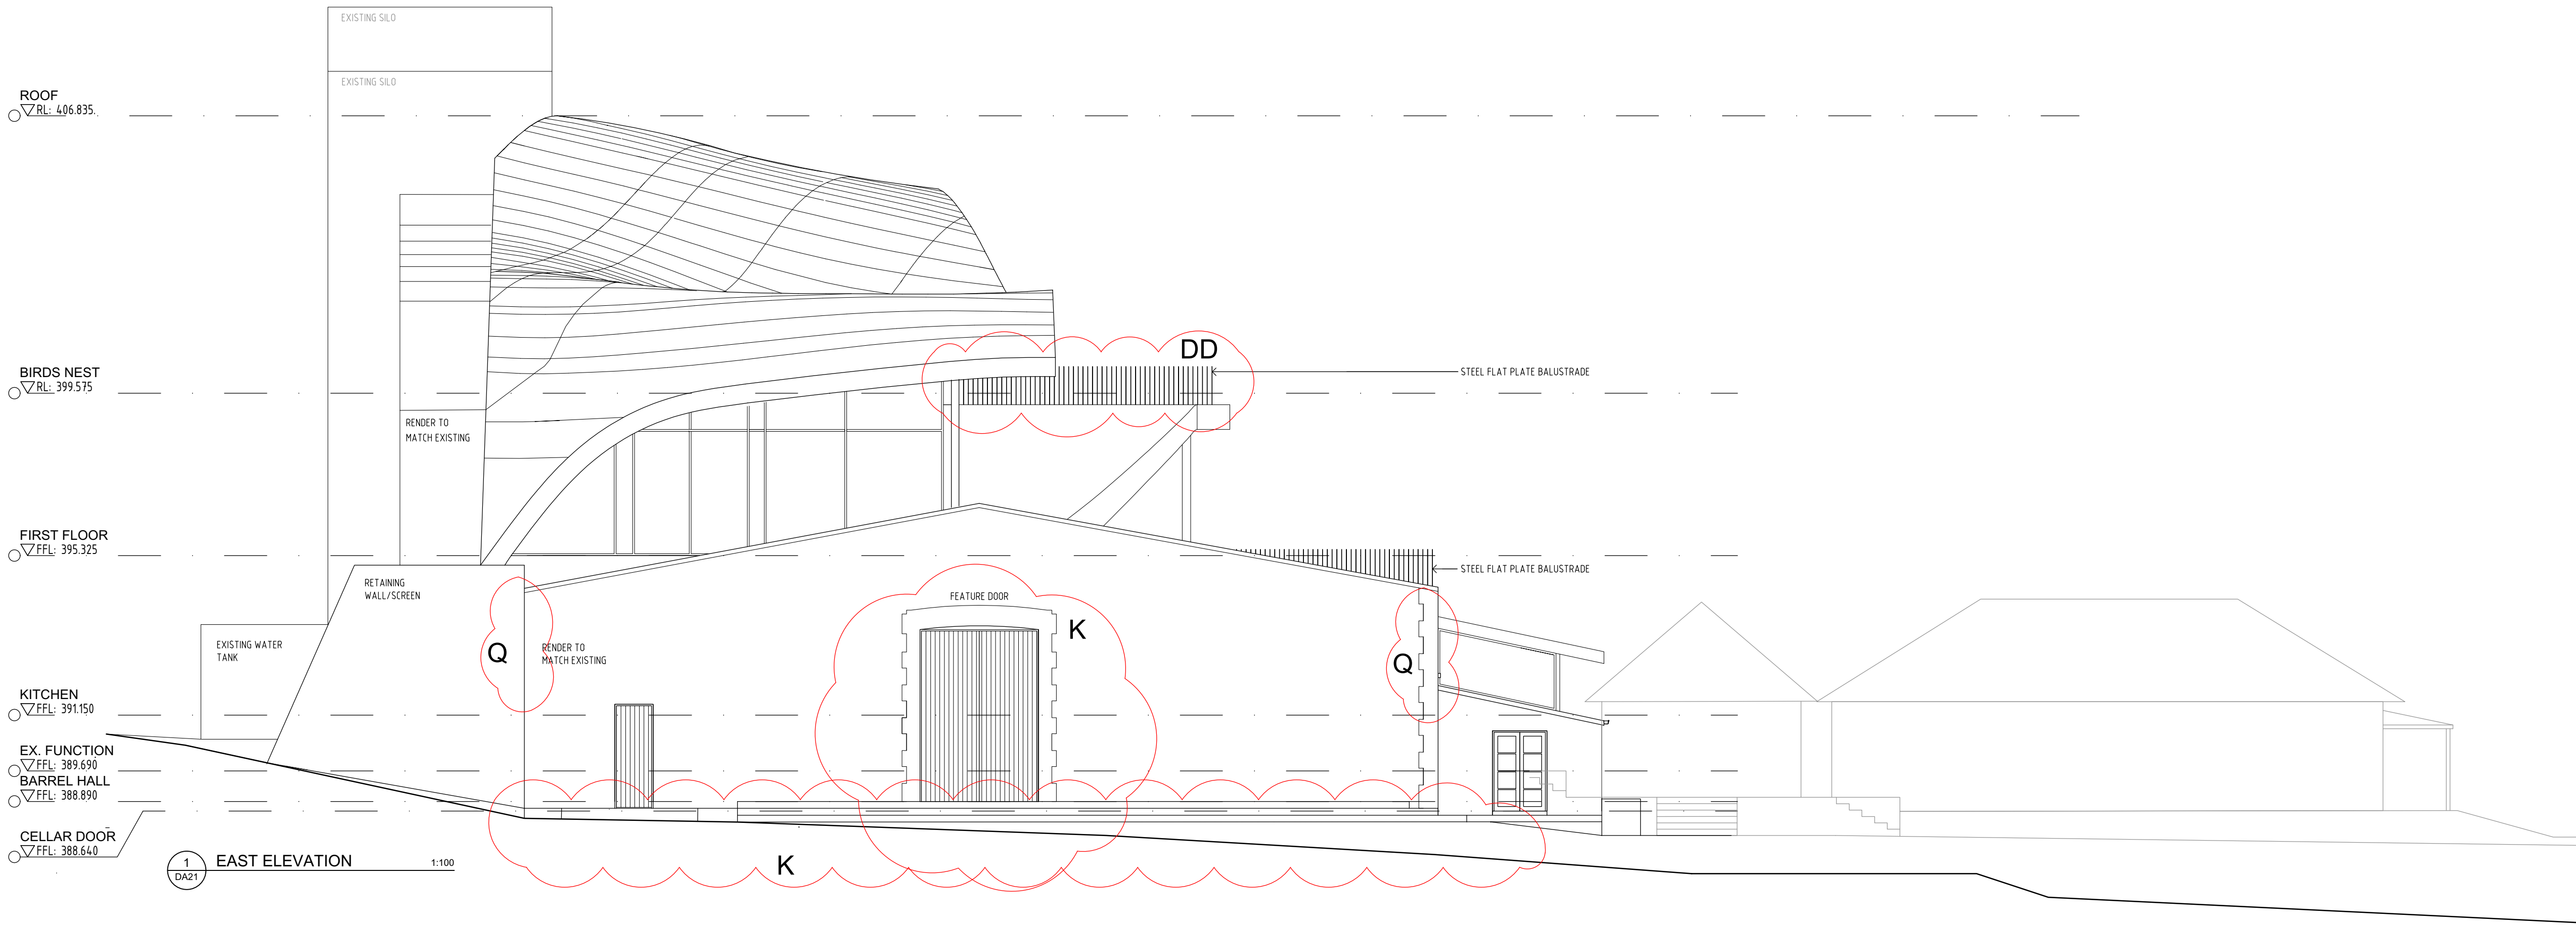 EXISTING SILO
EXISTING SILO
ROOF
RL: 406.835.
BIRDS NEST
RL: 399.575
DD
STEEL FLAT PLATE BALUSTRADE
RENDER TO
MATCH EXISTING
FIRST FLOOR
FFL: 395.325
STEEL FLAT PLATE BALUSTRADE
RETAINING
WALL/SCREEN
FEATURE DOOR
K
EXISTING WATER
TANK
Q
RENDER TO
MATCH EXISTING
Q
KITCHEN
FFL: 391.150
EX. FUNCTION
FFL: 389.690
BARREL HALL
FFL: 388.890
CELLAR DOOR
FFL: 388.640
1
DA21
EAST ELEVATION
1:100
K